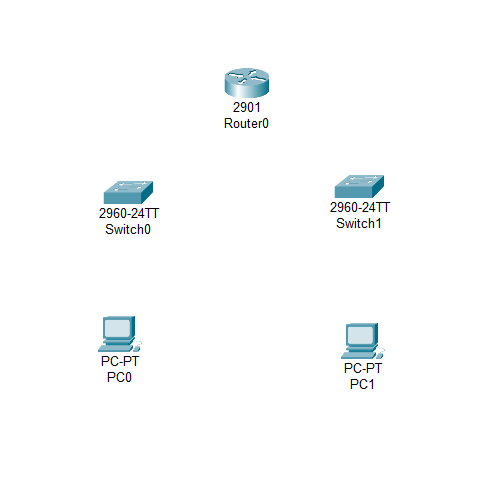 2901
Router0
2960-24TT
Switch0
2960-24TT
Switch1
PC-PT
PC0
PC-PT
PC1